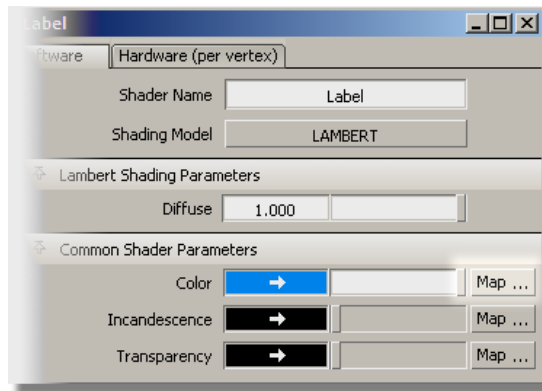 Label
ftware Hardware (per vertex)
Shader Name Label
Shading Model LAMBERT
Lambert Shading Parameters
Diffuse 1.000
Common Shader Parameters
Color Map ...
Incandescence Map ...
Transparency Map ...